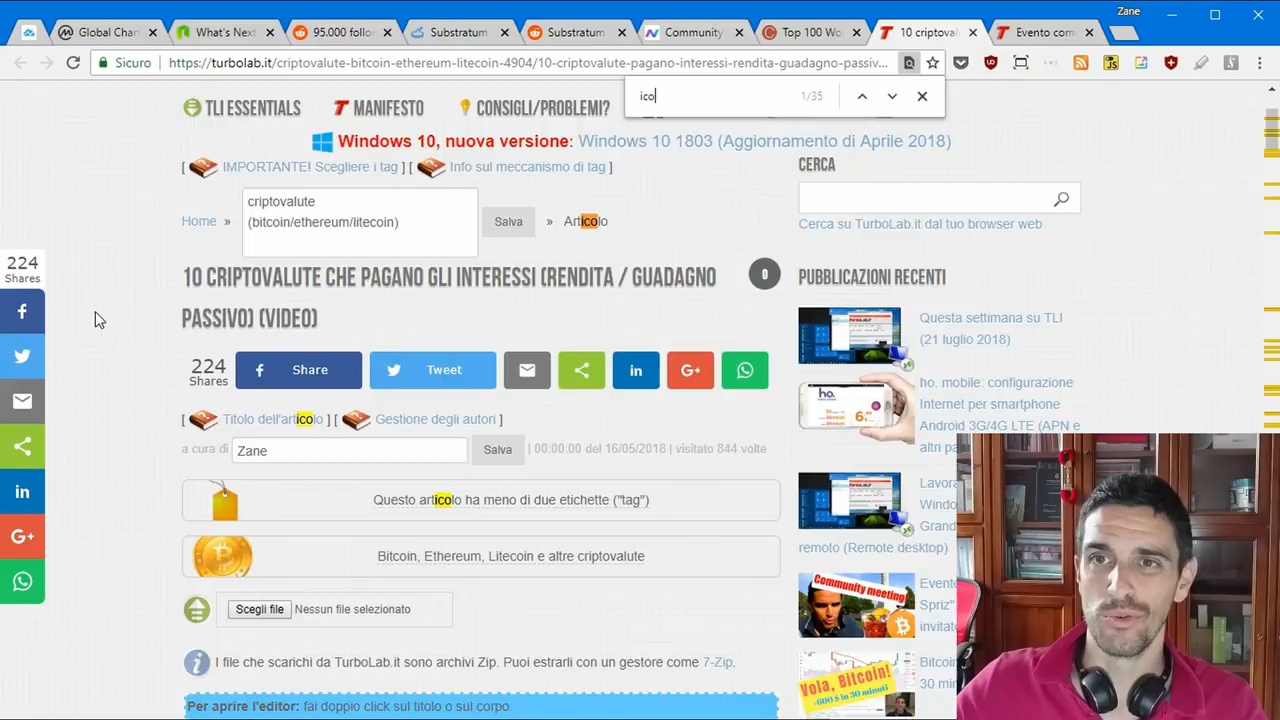 Zane
Global Char
What's Next
95.000 follo
Substratum
Substratum
Community
Top 100 Wo
10 criptoval
Evento com
Sicuro
https://turbolab.it/criptovalute-bitcoin-ethereum-litecoin-4904/10-criptovalute-pagano-interessi-rendita-guadagno-passiv...
ico
1/35
TLI ESSENTIALS
MANIFESTO
CONSIGLI/PROBLEMI?
Windows 10, nuova versione: Windows 10 1803 (Aggiornamento di Aprile 2018)
[ IMPORTANTE! Scegliere i tag ] [ Info sul meccanismo di tag ]
Home »
criptovalute
(bitcoin/ethereum/litecoin)
Salva
» Articolo
10 CRIPTOVALUTE CHE PAGANO GLI INTERESSI (RENDITA / GUADAGNO
PASSIVO) (VIDEO)
0
224
Shares
224
Shares
Share
Tweet
G+
[ Titolo dell'articolo ] [ Gestione degli autori ]
a cura di
Zane
Salva
| 00:00:00 del 16/05/2018 | visitato 844 volte
Questo articolo ha meno di due etichette ("tag")
Bitcoin, Ethereum, Litecoin e altre criptovalute
Scegli file
Nessun file selezionato
I file che scarichi da TurboLab.it sono archivi Zip. Puoi estrarli con un gestore come 7-Zip.
Per aprire l'editor: fai doppio click sul titolo o sul corpo.
CERCA
Cerca su TurboLab.it dal tuo browser web
PUBBLICAZIONI RECENTI
Questa settimana su TLI
(21 luglio 2018)
ho. mobile: configurazione
Internet per smartphone
Android 3G/4G LTE (APN e
altri pa
ho.
Lavora
Windo
Grand
remoto (Remote desktop)
Community meeting!
Evento
Spriz"
invitato
Vola, Bitcoin!
-600 $ in 30 minuti
Bitcoi
30 min